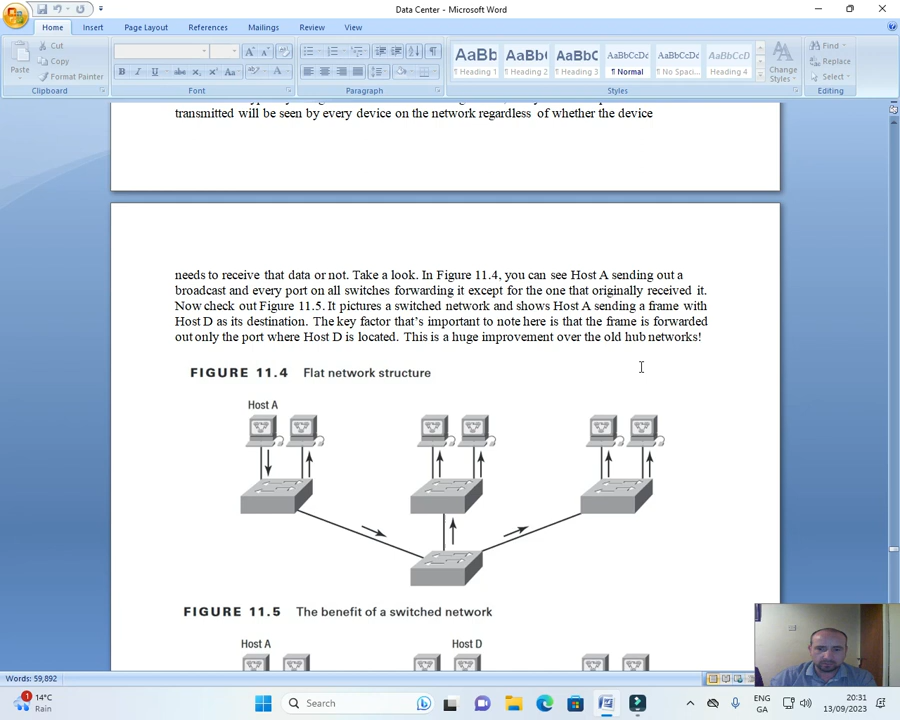 Data Center - Microsoft Word
Home Insert Page Layout References Mailings Review View
Paste
Cut
Copy
Format Painter
Clipboard
Font
Paragraph
AaBb AaBb AaBbC AaBbCcDc AaBbCcDc AaBbCcD
¶ Heading 1 ¶ Heading 2 ¶ Heading 3 ¶ Normal ¶ No Spaci... Heading 4
Change Styles
Styles
Find
Replace
Select
Editing
transmitted will be seen by every device on the network regardless of whether the device
needs to receive that data or not. Take a look. In Figure 11.4, you can see Host A sending out a
broadcast and every port on all switches forwarding it except for the one that originally received it.
Now check out Figure 11.5. It pictures a switched network and shows Host A sending a frame with
Host D as its destination. The key factor that’s important to note here is that the frame is forwarded
out only the port where Host D is located. This is a huge improvement over the old hub networks!
FIGURE 11.4 Flat network structure
Host A
FIGURE 11.5 The benefit of a switched network
Host A Host D
Words: 59,892
14°C
Rain
Search
ENG
GA
20:31
13/09/2023